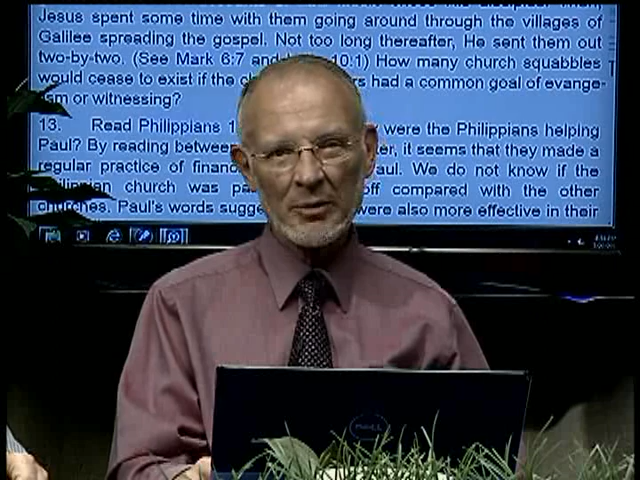 Jesus spent some time with them going around through the villages of
Galilee spreading the gospel. Not too long thereafter, He sent them out
two-by-two. (See Mark 6:7 and 10:1) How many church squabbles
would cease to exist if the had a common goal of evange-
ism or witnessing?
13. Read Philippians 1 were the Philippians helping
Paul? By reading between it seems that they made a
regular practice of Paul. We do not know if the
church was off compared with the other
churches. Paul's words were also more effective in their
DELL